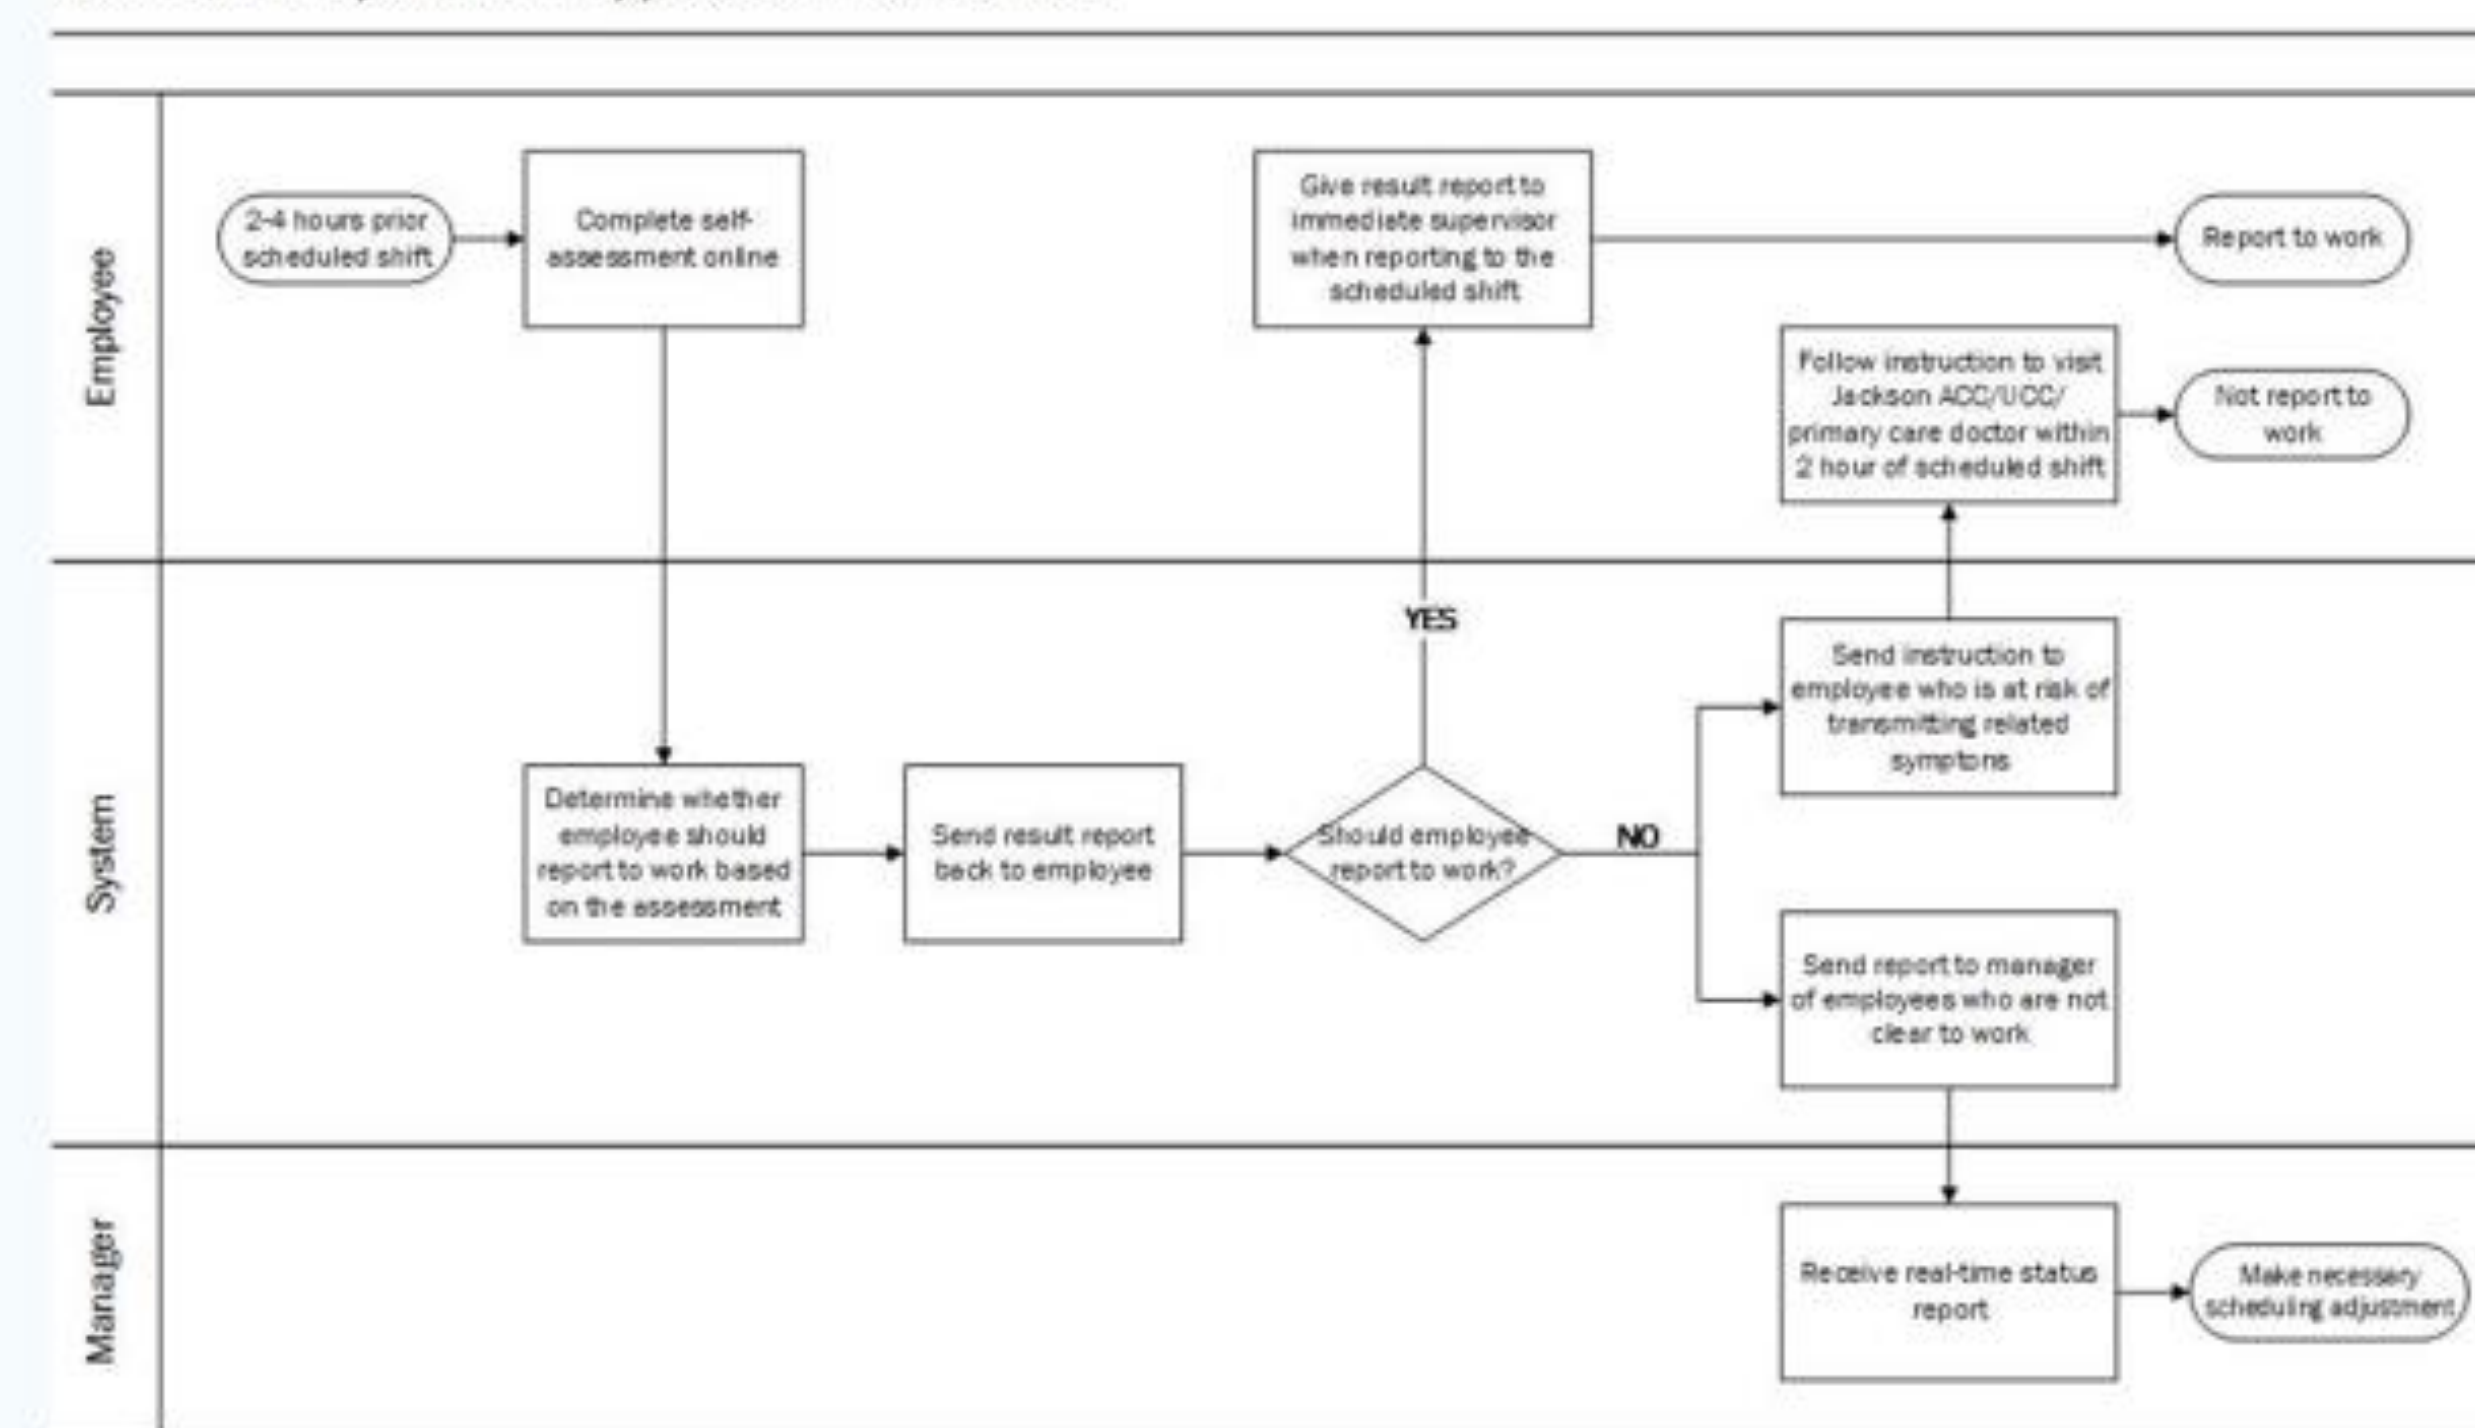 Employee
2-4 hours prior
scheduled shift
Complete self-
assessment online
Give result report to
immediate supervisor
when reporting to the
scheduled shift
Report to work
Follow instruction to visit
Jackson ACC/UCC/
primary care doctor within
2 hour of scheduled shift
Not report to
work
System
YES
Determine whether
employee should
report to work based
on the assessment
Send result report
back to employee
Should employee
report to work?
NO
Send instruction to
employee who is at risk of
transmitting related
symptons
Send report to manager
of employees who are not
clear to work
Manager
Receive real-time status
report
Make necessary
scheduling adjustment